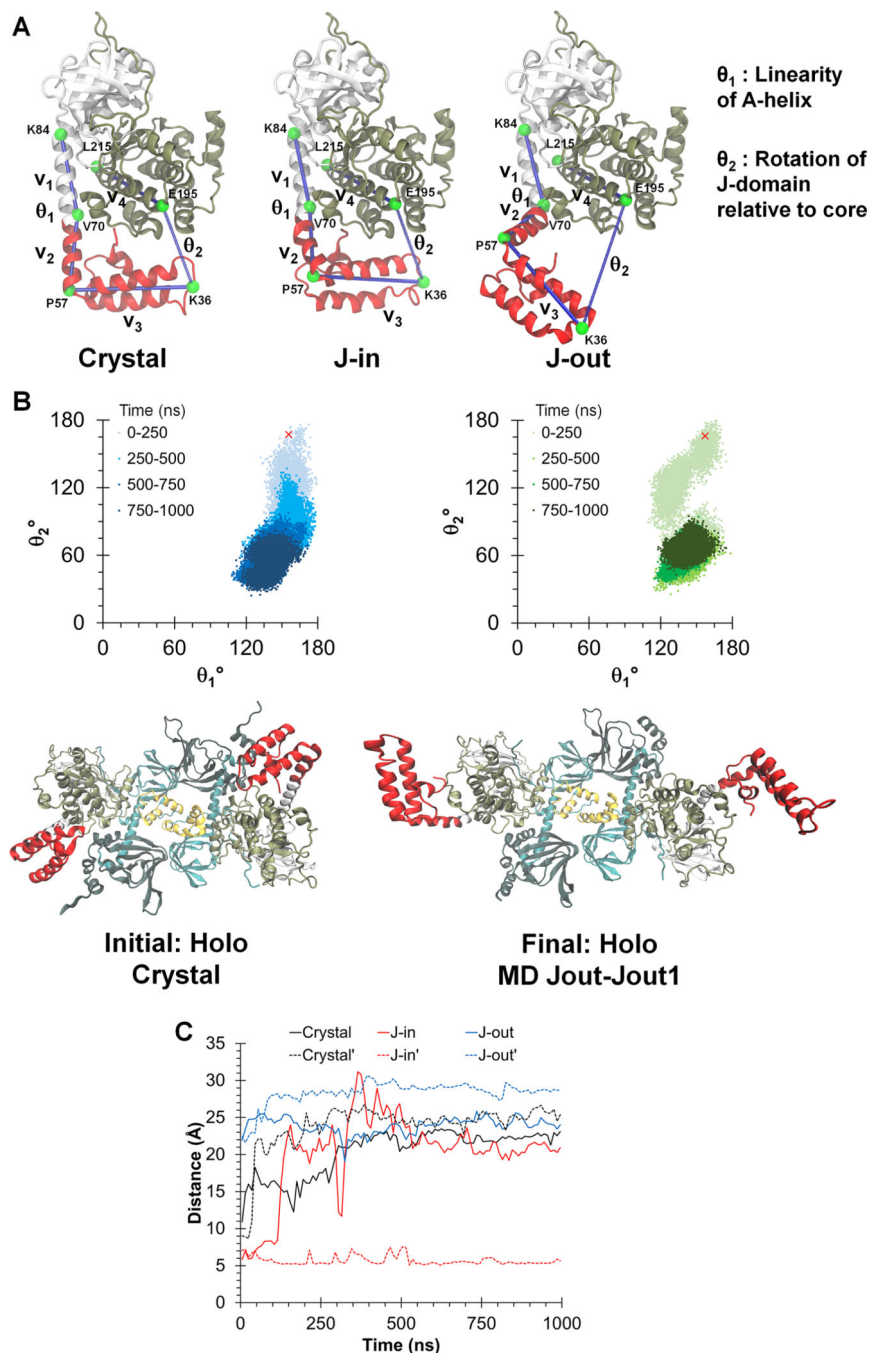 A
K84
L215
V1
V4
E195
θ1
V70
θ2
V2
P57
K36
V3
Crystal
K84
L215
V1
V4
E195
θ1
V70
θ2
V2
P57
K36
V3
J-in
K84
L215
V1
V4
E195
θ1
V2
V70
P57
θ2
V3
K36
J-out
θ1 : Linearity
of A-helix
θ2 : Rotation of
J-domain
relative to core
B
Time (ns)
0-250
250-500
500-750
750-1000
180
120
60
0
θ2°
0 60 120 180
θ1°
Time (ns)
0-250
250-500
500-750
750-1000
180
120
60
0
θ2°
0 60 120 180
θ1°
Initial: Holo
Crystal
Final: Holo
MD Jout-Jout1
C
Crystal J-in J-out
Crystal' J-in' J-out'
35
30
25
20
15
10
5
0
Distance (Å)
0 250 500 750 1000
Time (ns)